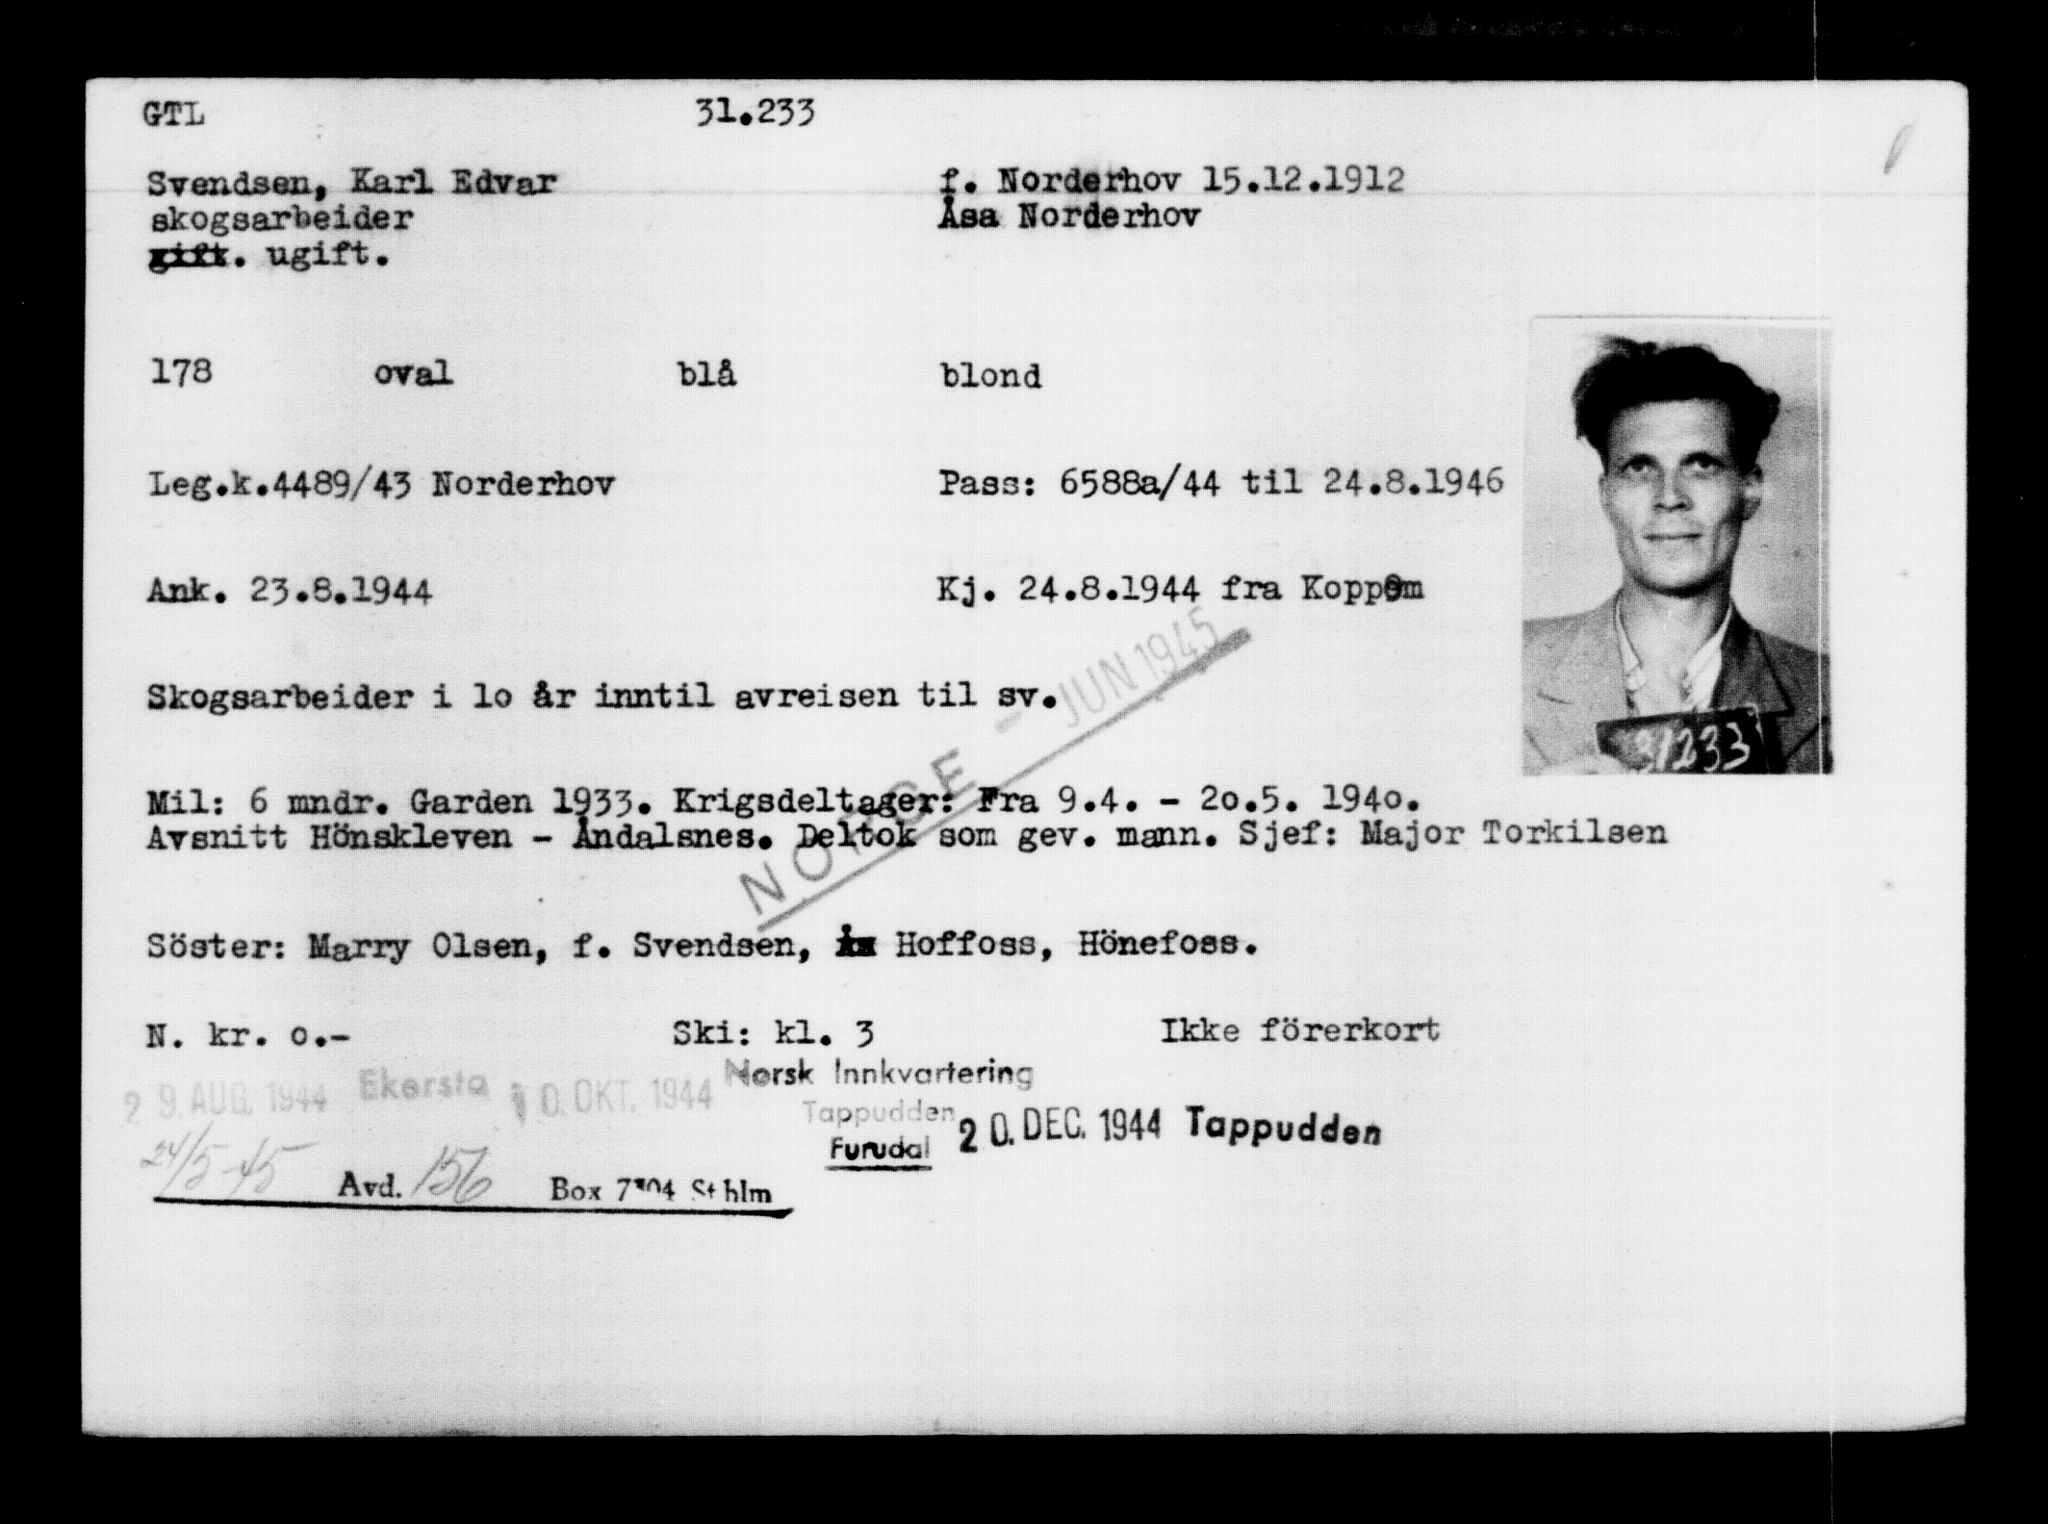 GTL 31.233
Svendsen, Karl Edvar f. Norderhov 15.12.1912
skogsarbeider Åsa Norderhov
gift. ugift.
178 oval blå blond
Leg.k.4489/43 Norderhov Pass: 6588a/44 til 24.8.1946
Ank. 23.8.1944 Kj. 24.8.1944 fra Koppom
Skogsarbeider i lo år inntil avreisen til sv.
NORGE - JUN 1945
31233
Mil: 6 mndr. Garden 1933. Krigsdeltager: Fra 9.4. - 2o.5. 194o.
Avsnitt Hönskleven - Åndalsnes. Deltok som gev. mann. Sjef: Major Torkilsen
Söster: Marry Olsen, f. Svendsen, Hoffoss, Hönefoss.
N. kr. o.- Ski: kl. 3 Ikke förerkort
29. AUG. 1944 Ekersta 10. OKT. 1944 Norsk Innkvartering
Tappudden
Furudal 20. DEC. 1944 Tappudden
24/5-45 Avd. 156 Box 7304 Sthlm